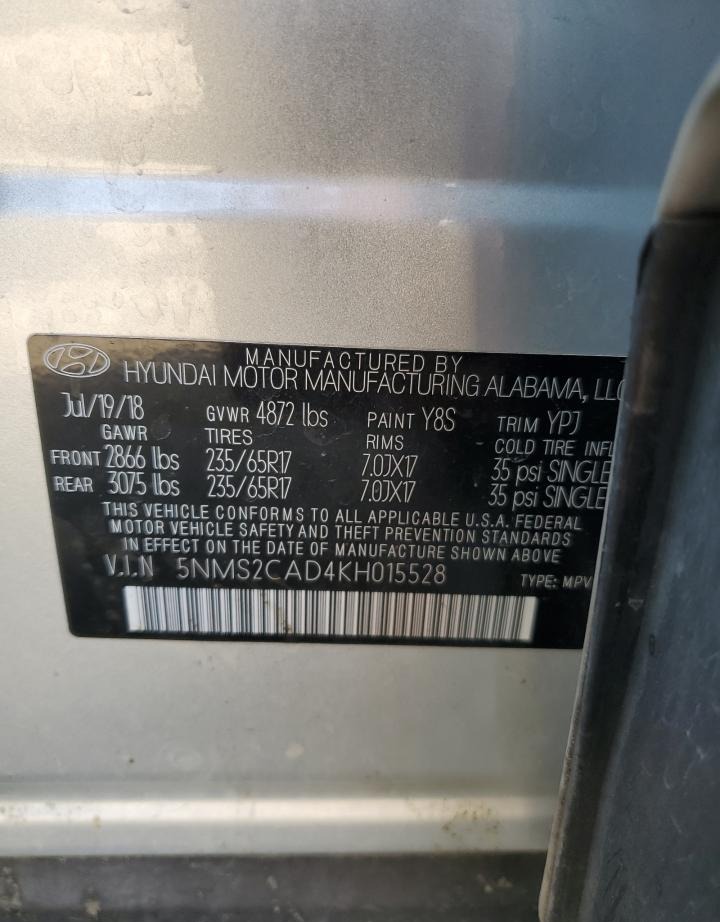 MANUFACTURED BY
HYUNDAI MOTOR MANUFACTURING ALABAMA, LLC
Jul/19/18 GVWR 4872 lbs PAINT Y8S TRIM YPJ
GAWR TIRES RIMS COLD TIRE INFL
FRONT 2866 lbs 235/65R17 7.0JX17 35 psi SINGLE
REAR 3075 lbs 235/65R17 7.0JX17 35 psi SINGLE
THIS VEHICLE CONFORMS TO ALL APPLICABLE U.S.A. FEDERAL
MOTOR VEHICLE SAFETY AND THEFT PREVENTION STANDARDS
IN EFFECT ON THE DATE OF MANUFACTURE SHOWN ABOVE
V.I.N 5NMS2CAD4KH015528 TYPE: MPV